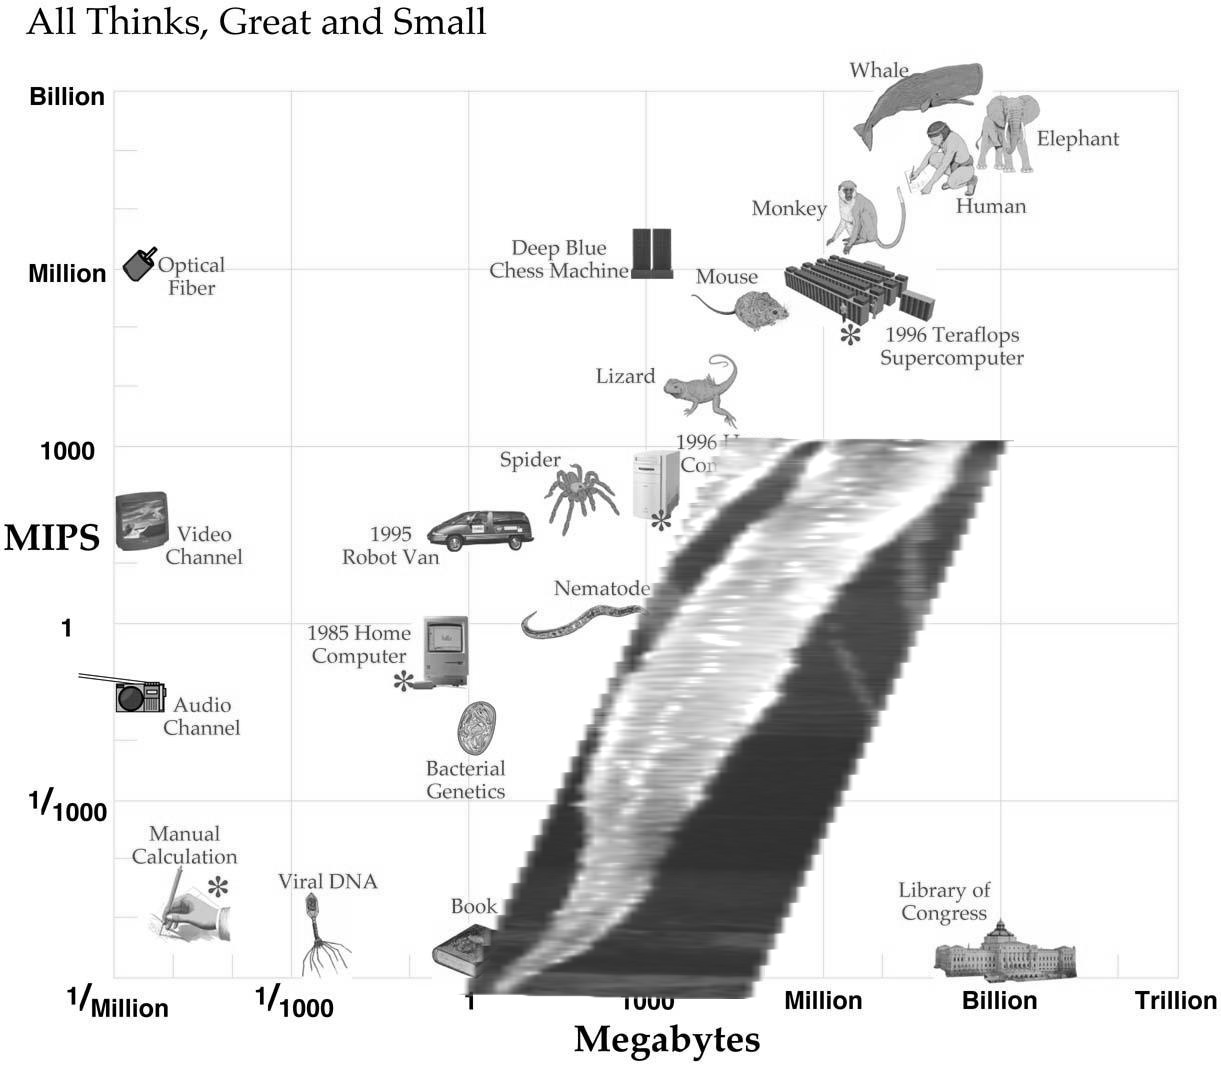 All Thinks, Great and Small
Whale
Billion
Elephant
Human
Monkey
Deep Blue
Chess Machine
Mouse
Million
Optical
Fiber
1996 Teraflops
Supercomputer
Lizard
1996
1000
Spider
MIPS
Video
Channel
1995
Robot Van
Nematode
1
1985 Home
Computer
*
*
*
Audio
Channel
Bacterial
Genetics
1/1000
Manual
Calculation
*
Viral DNA
Book
Library of
Congress
1/Million
1/1000
1
1000
Million
Billion
Trillion
Megabytes